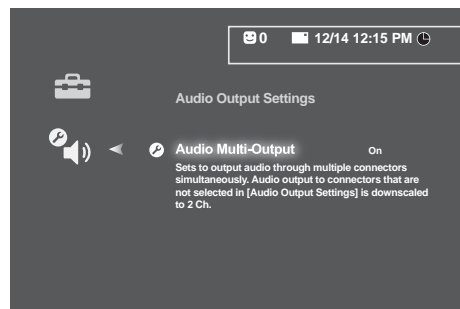 0 12/14 12:15 PM
Audio Output Settings
Audio Multi-Output On
Sets to output audio through multiple connectors
simultaneously. Audio output to connectors that are
not selected in [Audio Output Settings] is downscaled
to 2 Ch.